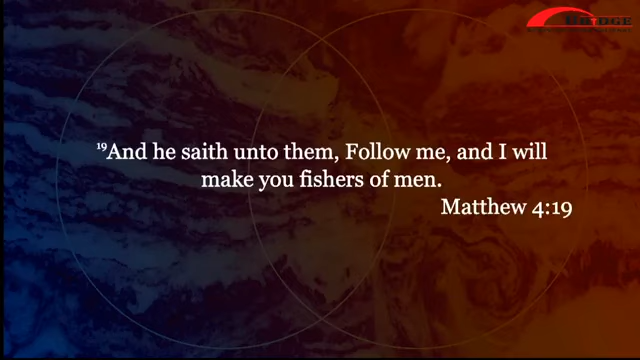 BRIDGE
¹⁹And he saith unto them, Follow me, and I will
make you fishers of men.
Matthew 4:19